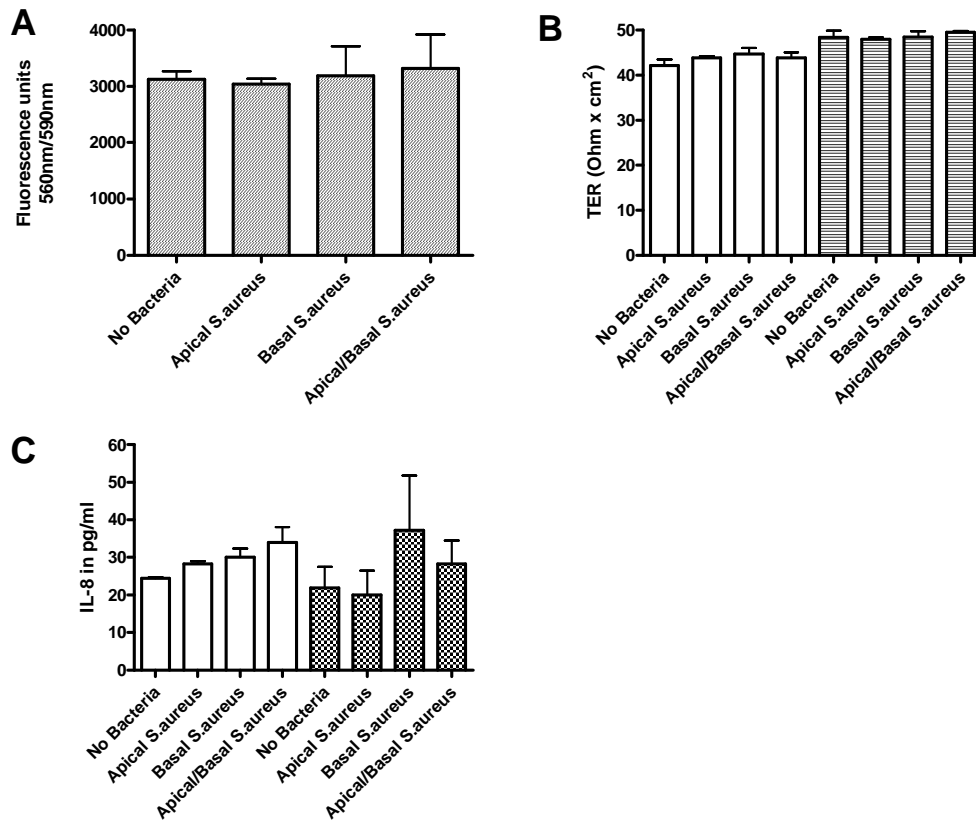 A
Fluorescence units
560nm/590nm
4000
3000
2000
1000
0
No Bacteria
Apical S.aureus
Basal S.aureus
Apical/Basal S.aureus
B
TER (Ohm x cm²)
50
40
30
20
10
0
No Bacteria
Apical S.aureus
Basal S.aureus
Apical/Basal S.aureus
No Bacteria
Apical S.aureus
Basal S.aureus
Apical/Basal S.aureus
C
IL-8 in pg/ml
60
50
40
30
20
10
0
No Bacteria
Apical S.aureus
Basal S.aureus
Apical/Basal S.aureus
No Bacteria
Apical S.aureus
Basal S.aureus
Apical/Basal S.aureus